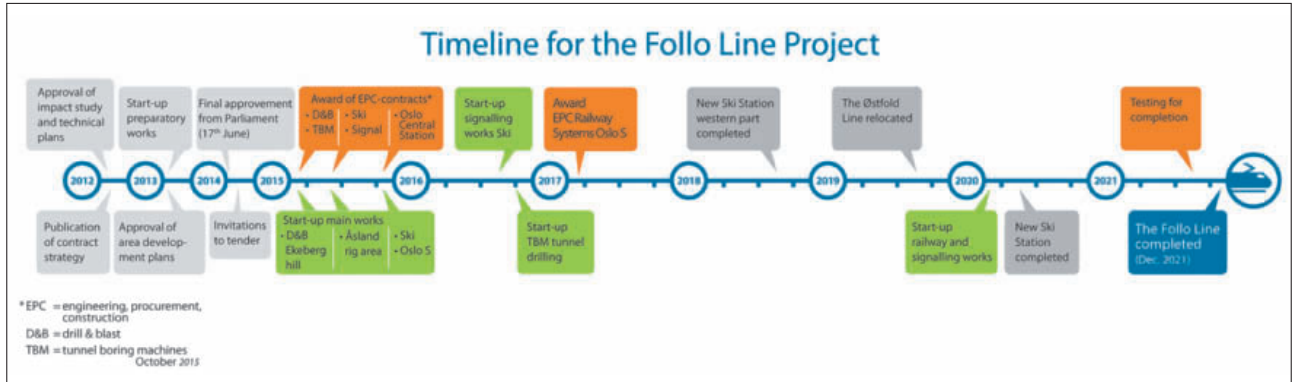 Timeline for the Follo Line Project
Approval of
impact study
and technical
plans
Start-up
preparatory
works
Final approvement
from Parliament
(17th June)
Award of EPC-contracts*
• D&B
• TBM
• Ski
• Signal
• Oslo
Central
Station
Start-up
signalling
works Ski
Award
EPC Railway
Systems Oslo S
New Ski Station
western part
completed
The Østfold
Line relocated
Testing for
completion
2012
2013
2014
2015
2016
2017
2018
2019
2020
2021
Publication
of contract
strategy
Approval of
area develop-
ment plans
Invitations
to tender
Start-up main works
• D&B
Ekeberg
hill
• Åsland
rig area
• Ski
• Oslo S
Start-up
TBM tunnel
drilling
Start-up
railway and
signalling works
New Ski
Station
completed
The Follo Line
completed
(Dec. 2021)
*EPC = engineering, procurement,
construction
D&B = drill & blast
TBM = tunnel boring machines
October 2015